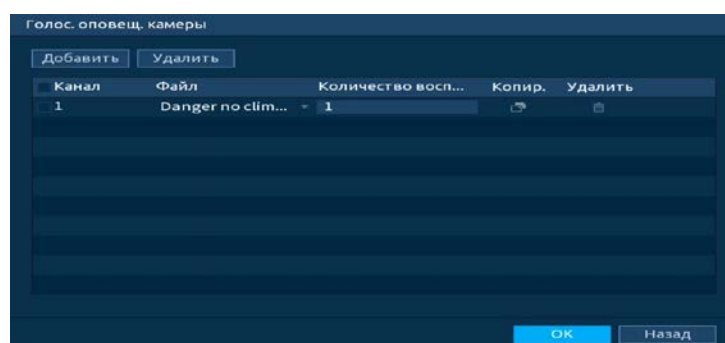 Голос. оповещ. камеры
Добавить Удалить
Канал Файл Количество восп... Копир. Удалить
1 Danger no clim... 1
OK Назад